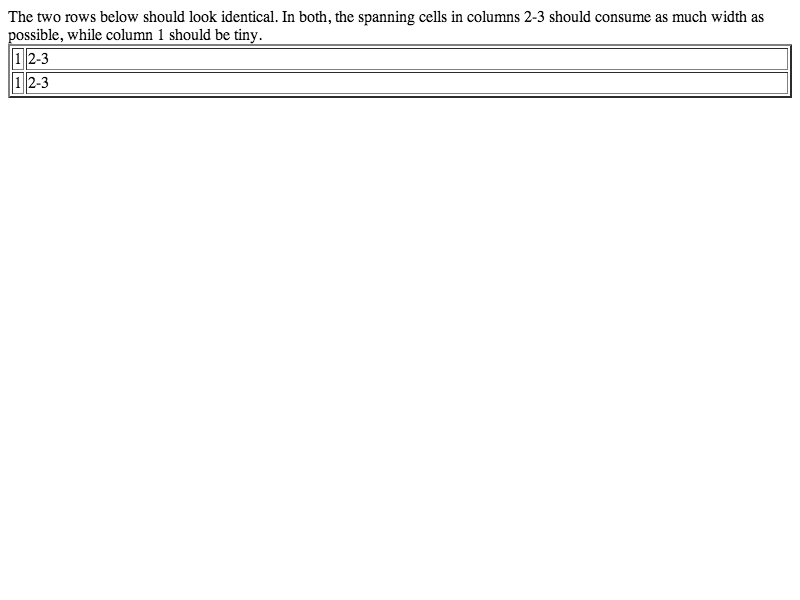 The two rows below should look identical. In both, the spanning cells in columns 2-3 should consume as much width as
possible, while column 1 should be tiny.
1 2-3
1 2-3